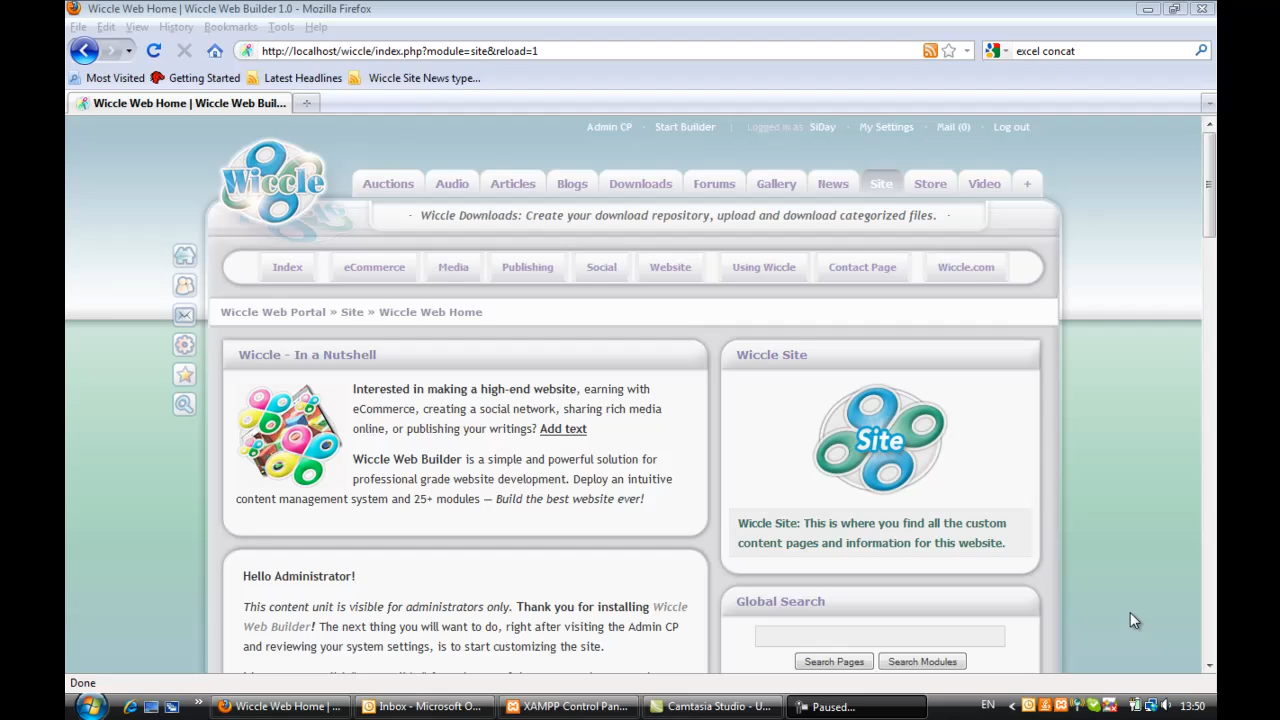 Wiccle Web Home | Wiccle Web Builder 1.0 - Mozilla Firefox
File Edit View History Bookmarks Tools Help
http://localhost/wiccle/index.php?module=site&reload=1
excel concat
Most Visited Getting Started Latest Headlines Wiccle Site News type...
Wiccle Web Home | Wiccle Web Buil...
Admin CP · Start Builder | Logged in as SiDay · My Settings · Mail (0) · Log out
Wiccle
Auctions Audio Articles Blogs Downloads Forums Gallery News Site Store Video +
· Wiccle Downloads: Create your download repository, upload and download categorized files. ·
Index eCommerce Media Publishing Social Website Using Wiccle Contact Page Wiccle.com
Wiccle Web Portal » Site » Wiccle Web Home
Wiccle - In a Nutshell
Interested in making a high-end website, earning with
eCommerce, creating a social network, sharing rich media
online, or publishing your writings? Add text
Wiccle Web Builder is a simple and powerful solution for
professional grade website development. Deploy an intuitive
content management system and 25+ modules — Build the best website ever!
Wiccle Site
Site
Wiccle Site: This is where you find all the custom
content pages and information for this website.
Hello Administrator!
This content unit is visible for administrators only. Thank you for installing Wiccle
Web Builder! The next thing you will want to do, right after visiting the Admin CP
and reviewing your system settings, is to start customizing the site.
Global Search
Search Pages Search Modules
Done
Wiccle Web Home | ... Inbox - Microsoft O... XAMPP Control Pan... Camtasia Studio - U... Paused... EN 13:50